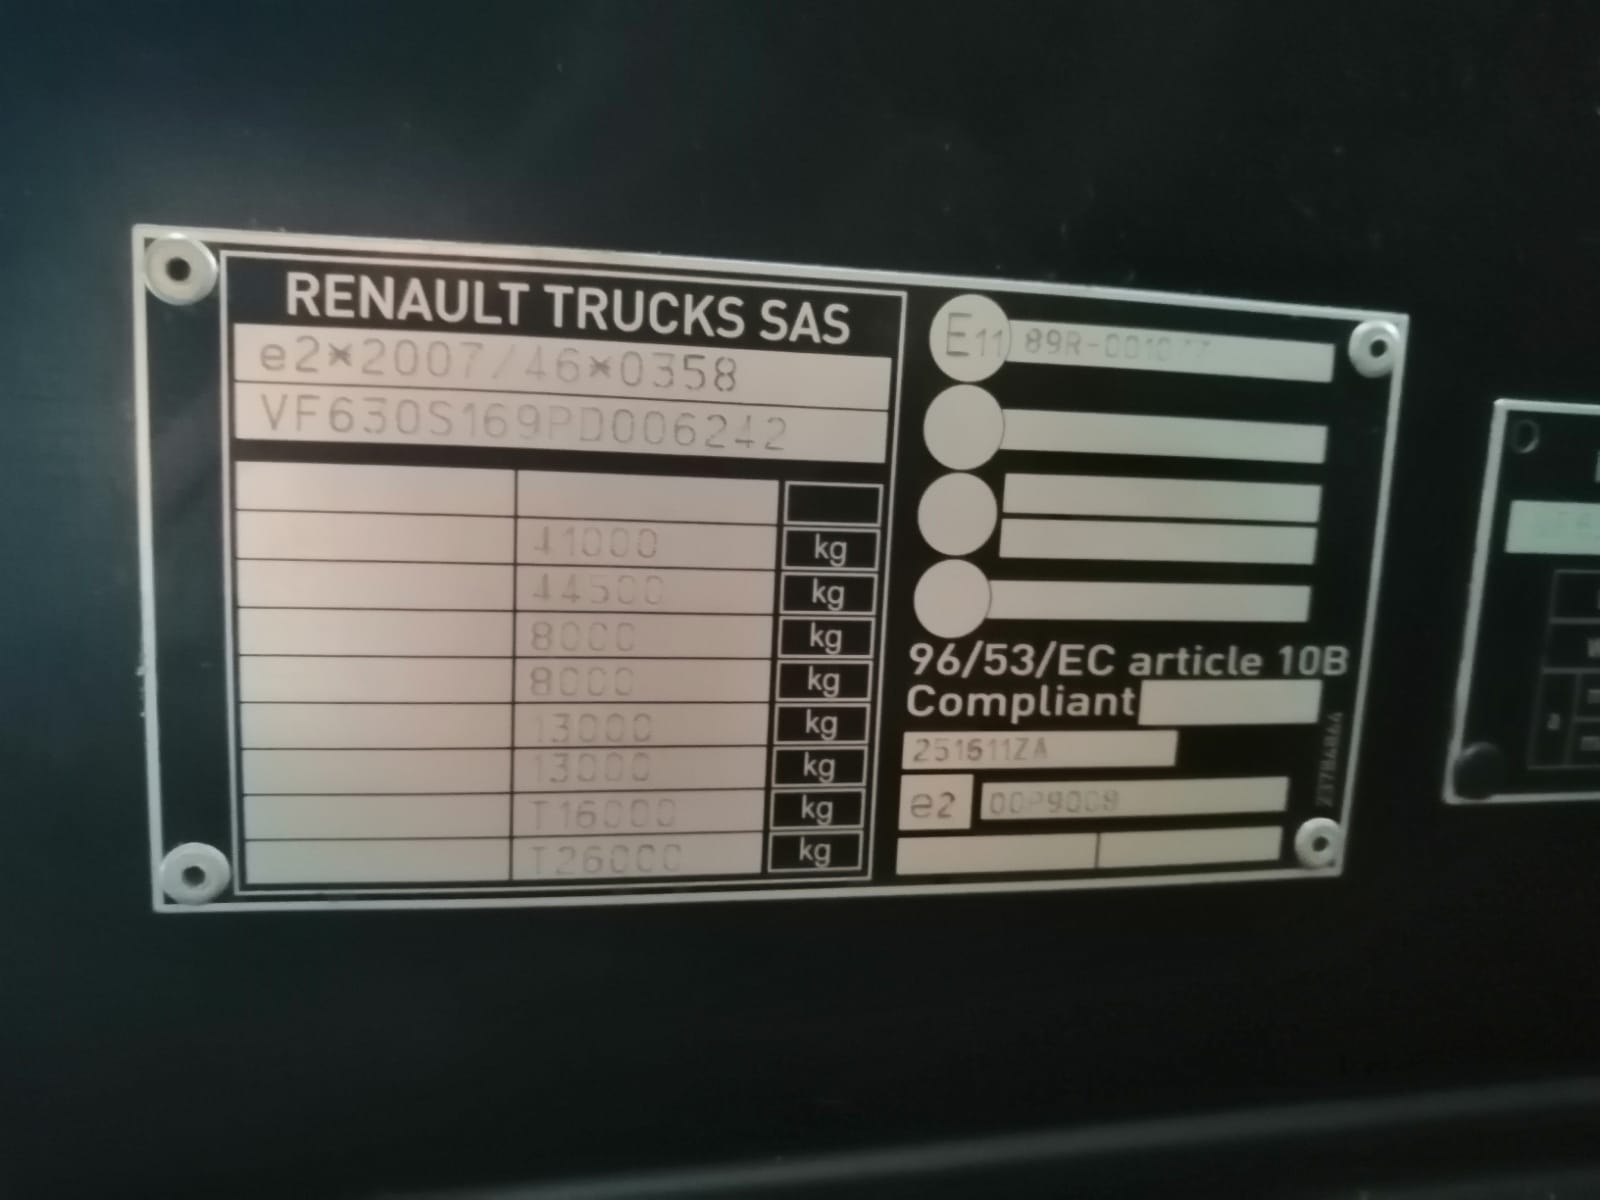 RENAULT TRUCKS SAS
e2*2007/46*0358
VF630S169PD006242
41000 kg
44500 kg
8000 kg
8000 kg
13000 kg
13000 kg
T16000 kg
T26000 kg
E11
96/53/EC article 10B
Compliant
251611ZA
e2 00P9009